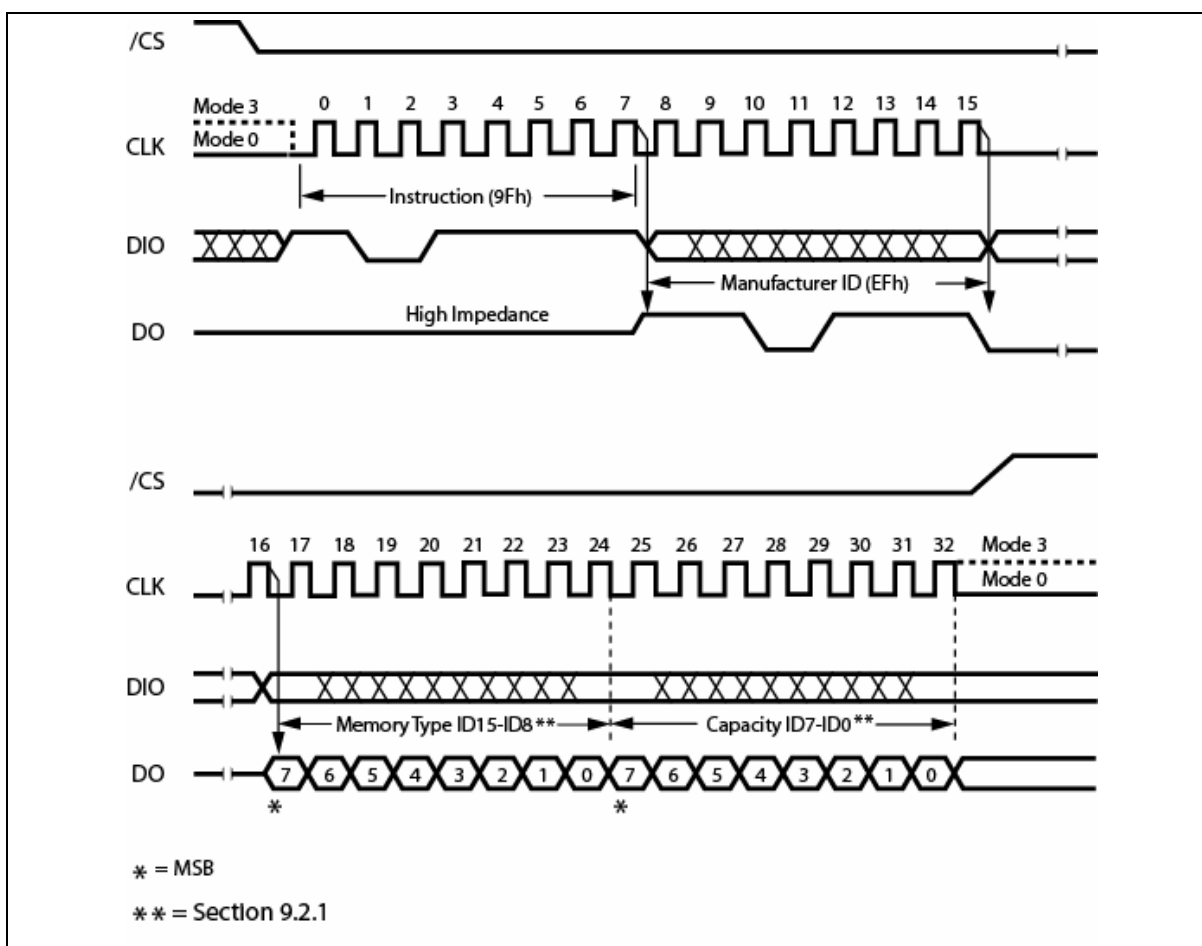 /CS
Mode 3
0 1 2 3 4 5 6 7 8 9 10 11 12 13 14 15
Mode 0
CLK
Instruction (9Fh)
DIO
Manufacturer ID (EFh)
High Impedance
DO
/CS
16 17 18 19 20 21 22 23 24 25 26 27 28 29 30 31 32
Mode 3
Mode 0
CLK
DIO
Memory Type ID15-ID8**
Capacity ID7-ID0**
DO
7 6 5 4 3 2 1 0 7 6 5 4 3 2 1 0
* *
* = MSB
** = Section 9.2.1